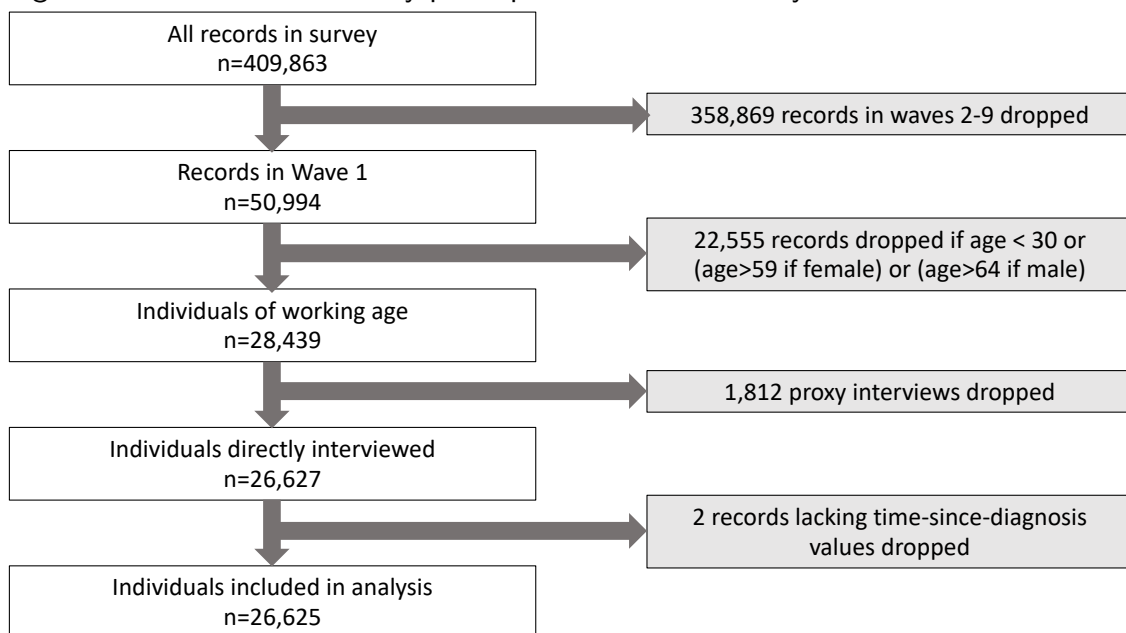 All records in survey
n=409,863
358,869 records in waves 2-9 dropped
Records in Wave 1
n=50,994
22,555 records dropped if age < 30 or
(age>59 if female) or (age>64 if male)
Individuals of working age
n=28,439
1,812 proxy interviews dropped
Individuals directly interviewed
n=26,627
2 records lacking time-since-diagnosis
values dropped
Individuals included in analysis
n=26,625